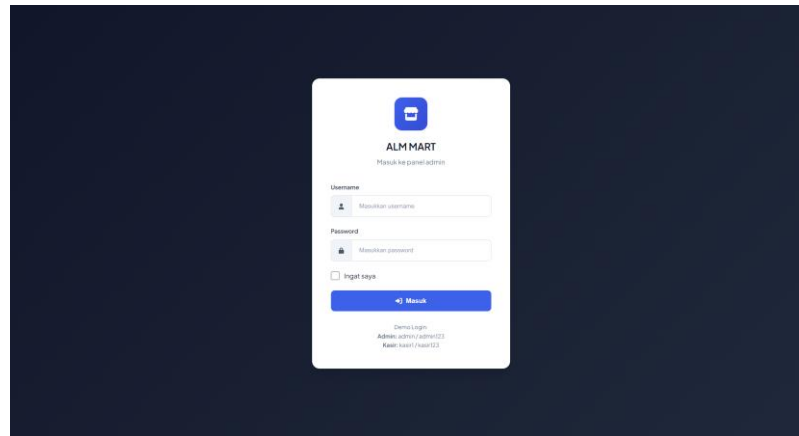 ALM MART
Masuk ke panel admin
Username
Masukkan username
Password
Masukkan password
Ingat saya
Masuk
Demo Login:
Admin: admin / admin123
Kasir: kasir1 / kasir123